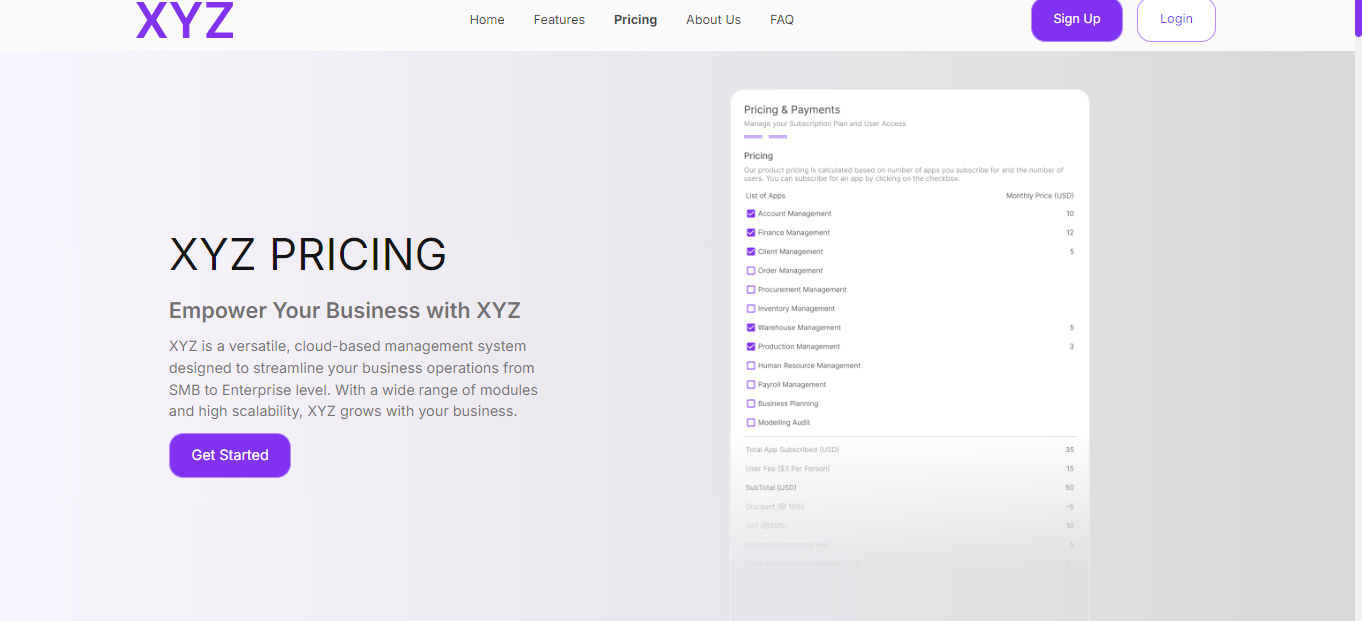 XYZ
Home
Features
Pricing
About Us
FAQ
Sign Up
Login
XYZ PRICING
Empower Your Business with XYZ
XYZ is a versatile, cloud-based management system
designed to streamline your business operations from
SMB to Enterprise level. With a wide range of modules
and high scalability, XYZ grows with your business.
Get Started
Pricing & Payments
Manage your Subscription Plan and User Access
Pricing
Our product pricing is calculated based on number of apps you subscribe for and the number of
users. You can subscribe for an app by clicking on the checkbox.
List of Apps Monthly Price (USD)
Account Management 10
Finance Management 12
Client Management 5
Order Management
Procurement Management
Inventory Management
Warehouse Management 5
Production Management 3
Human Resource Management
Payroll Management
Business Planning
Modelling Audit
Total App Subscribed (USD) 35
User Fee ($3 Per Person) 15
SubTotal (USD) 50
Discount (@ 10%) -5
VAT (@20%) 10
Payment Processing Fee 5